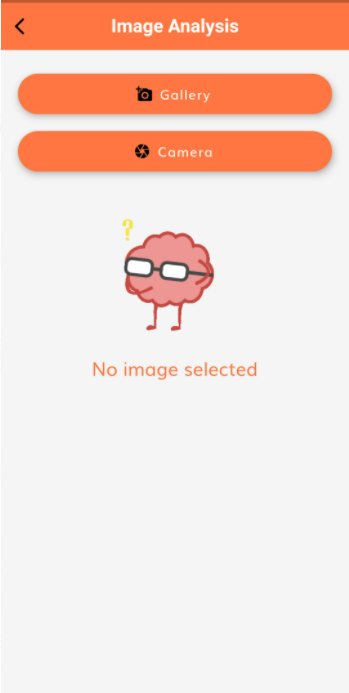 Image Analysis
Gallery
Camera
?
No image selected